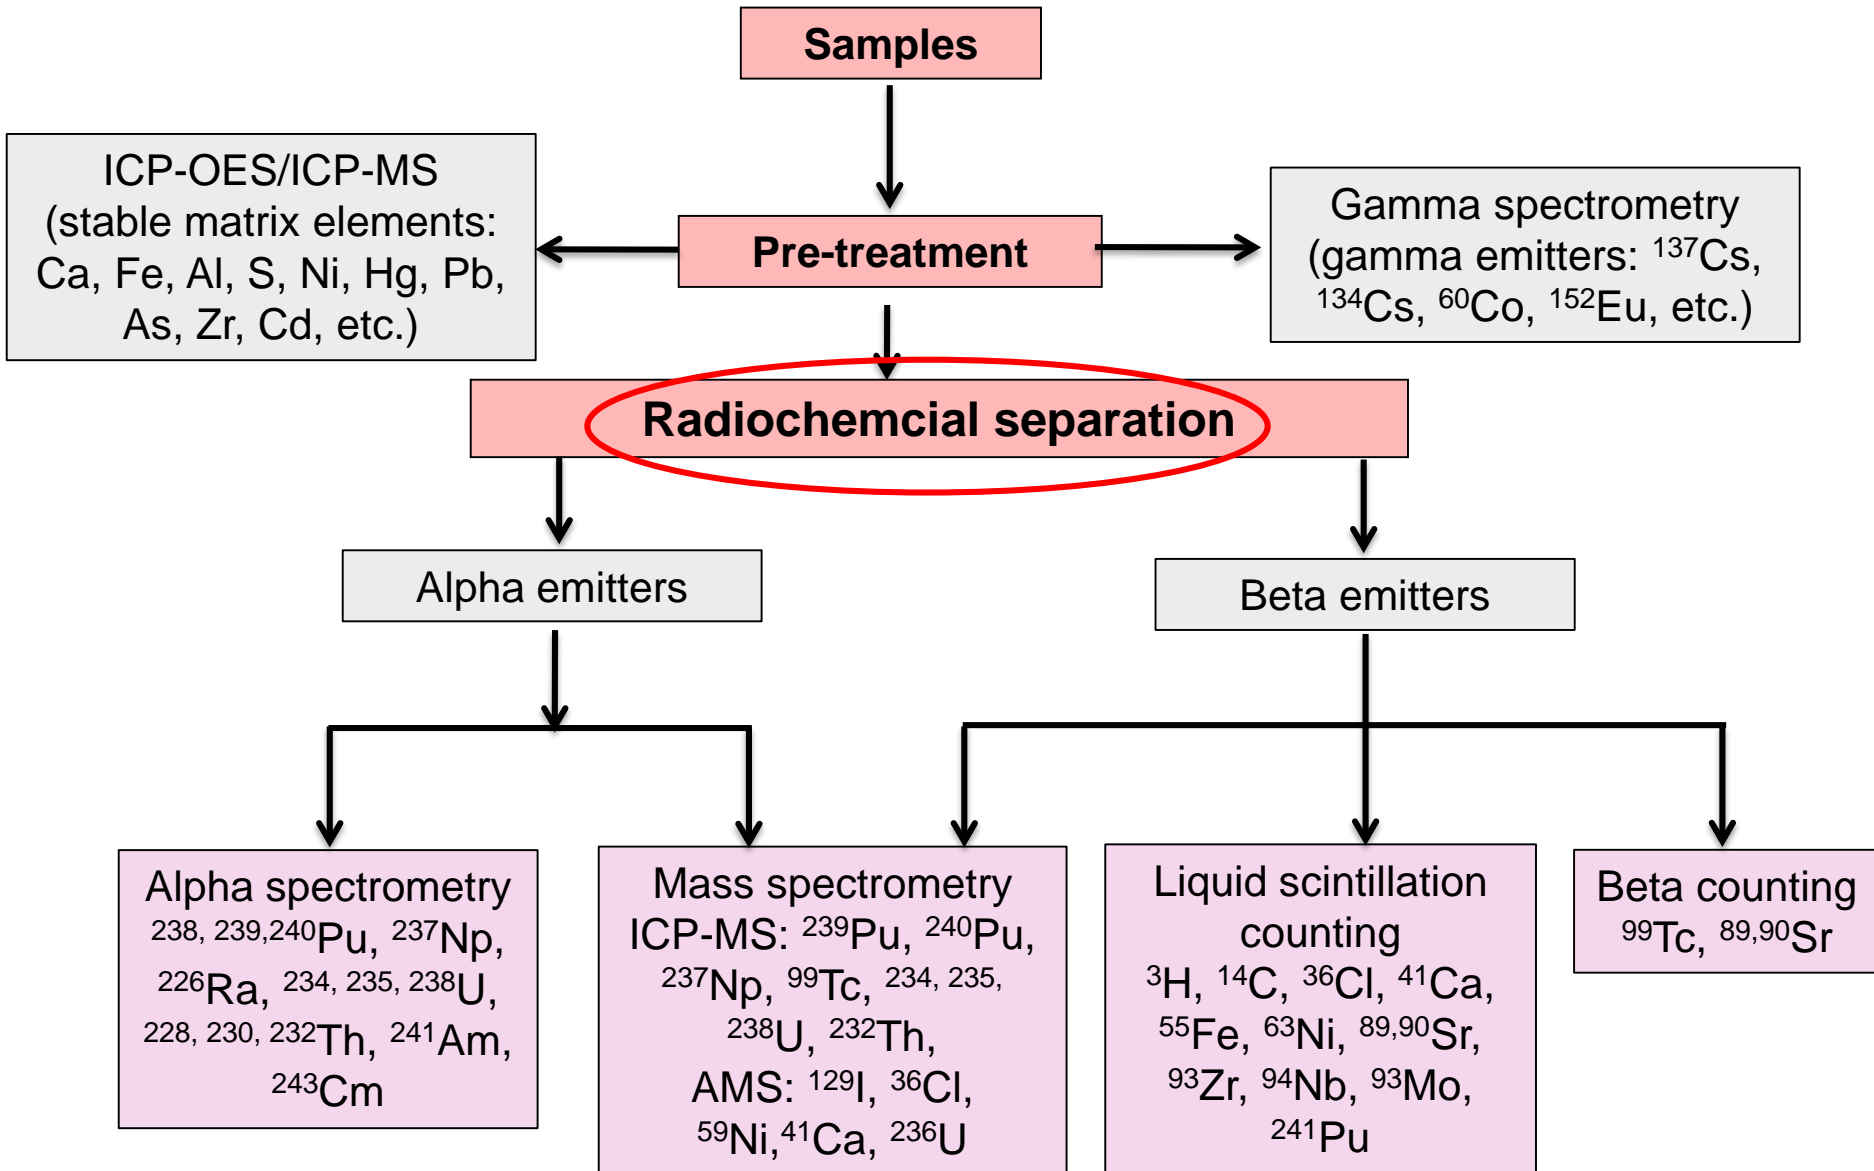 Samples
ICP-OES/ICP-MS
(stable matrix elements:
Ca, Fe, Al, S, Ni, Hg, Pb,
As, Zr, Cd, etc.)
Pre-treatment
Gamma spectrometry
(gamma emitters: ¹³⁷Cs,
¹³⁴Cs, ⁶⁰Co, ¹⁵²Eu, etc.)
Radiochemcial separation
Alpha emitters
Beta emitters
Alpha spectrometry
²³⁸, ²³⁹,²⁴⁰Pu, ²³⁷Np,
²²⁶Ra, ²³⁴, ²³⁵, ²³⁸U,
²²⁸, ²³⁰, ²³²Th, ²⁴¹Am,
²⁴³Cm
Mass spectrometry
ICP-MS: ²³⁹Pu, ²⁴⁰Pu,
²³⁷Np, ⁹⁹Tc, ²³⁴, ²³⁵,
²³⁸U, ²³²Th,
AMS: ¹²⁹I, ³⁶Cl,
⁵⁹Ni,⁴¹Ca, ²³⁶U
Liquid scintillation
counting
³H, ¹⁴C, ³⁶Cl, ⁴¹Ca,
⁵⁵Fe, ⁶³Ni, ⁸⁹,⁹⁰Sr,
⁹³Zr, ⁹⁴Nb, ⁹³Mo,
²⁴¹Pu
Beta counting
⁹⁹Tc, ⁸⁹,⁹⁰Sr